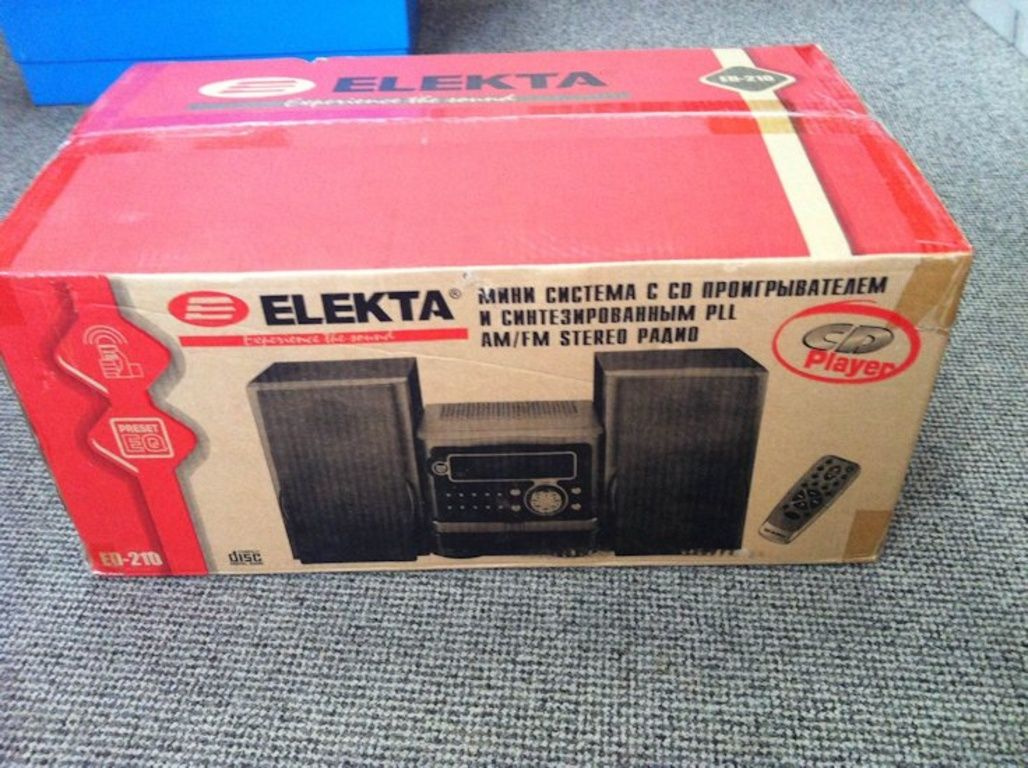 ELEKTA
Experience the sound
ED-210
ELEKTA®
Experience the sound
МИНИ СИСТЕМА С CD ПРОИГРЫВАТЕЛЕМ
И СИНТЕЗИРОВАННЫМ PLL
AM/FM STEREO РАДИО
CD
Player
PRESET
EQ
ED-210
disc